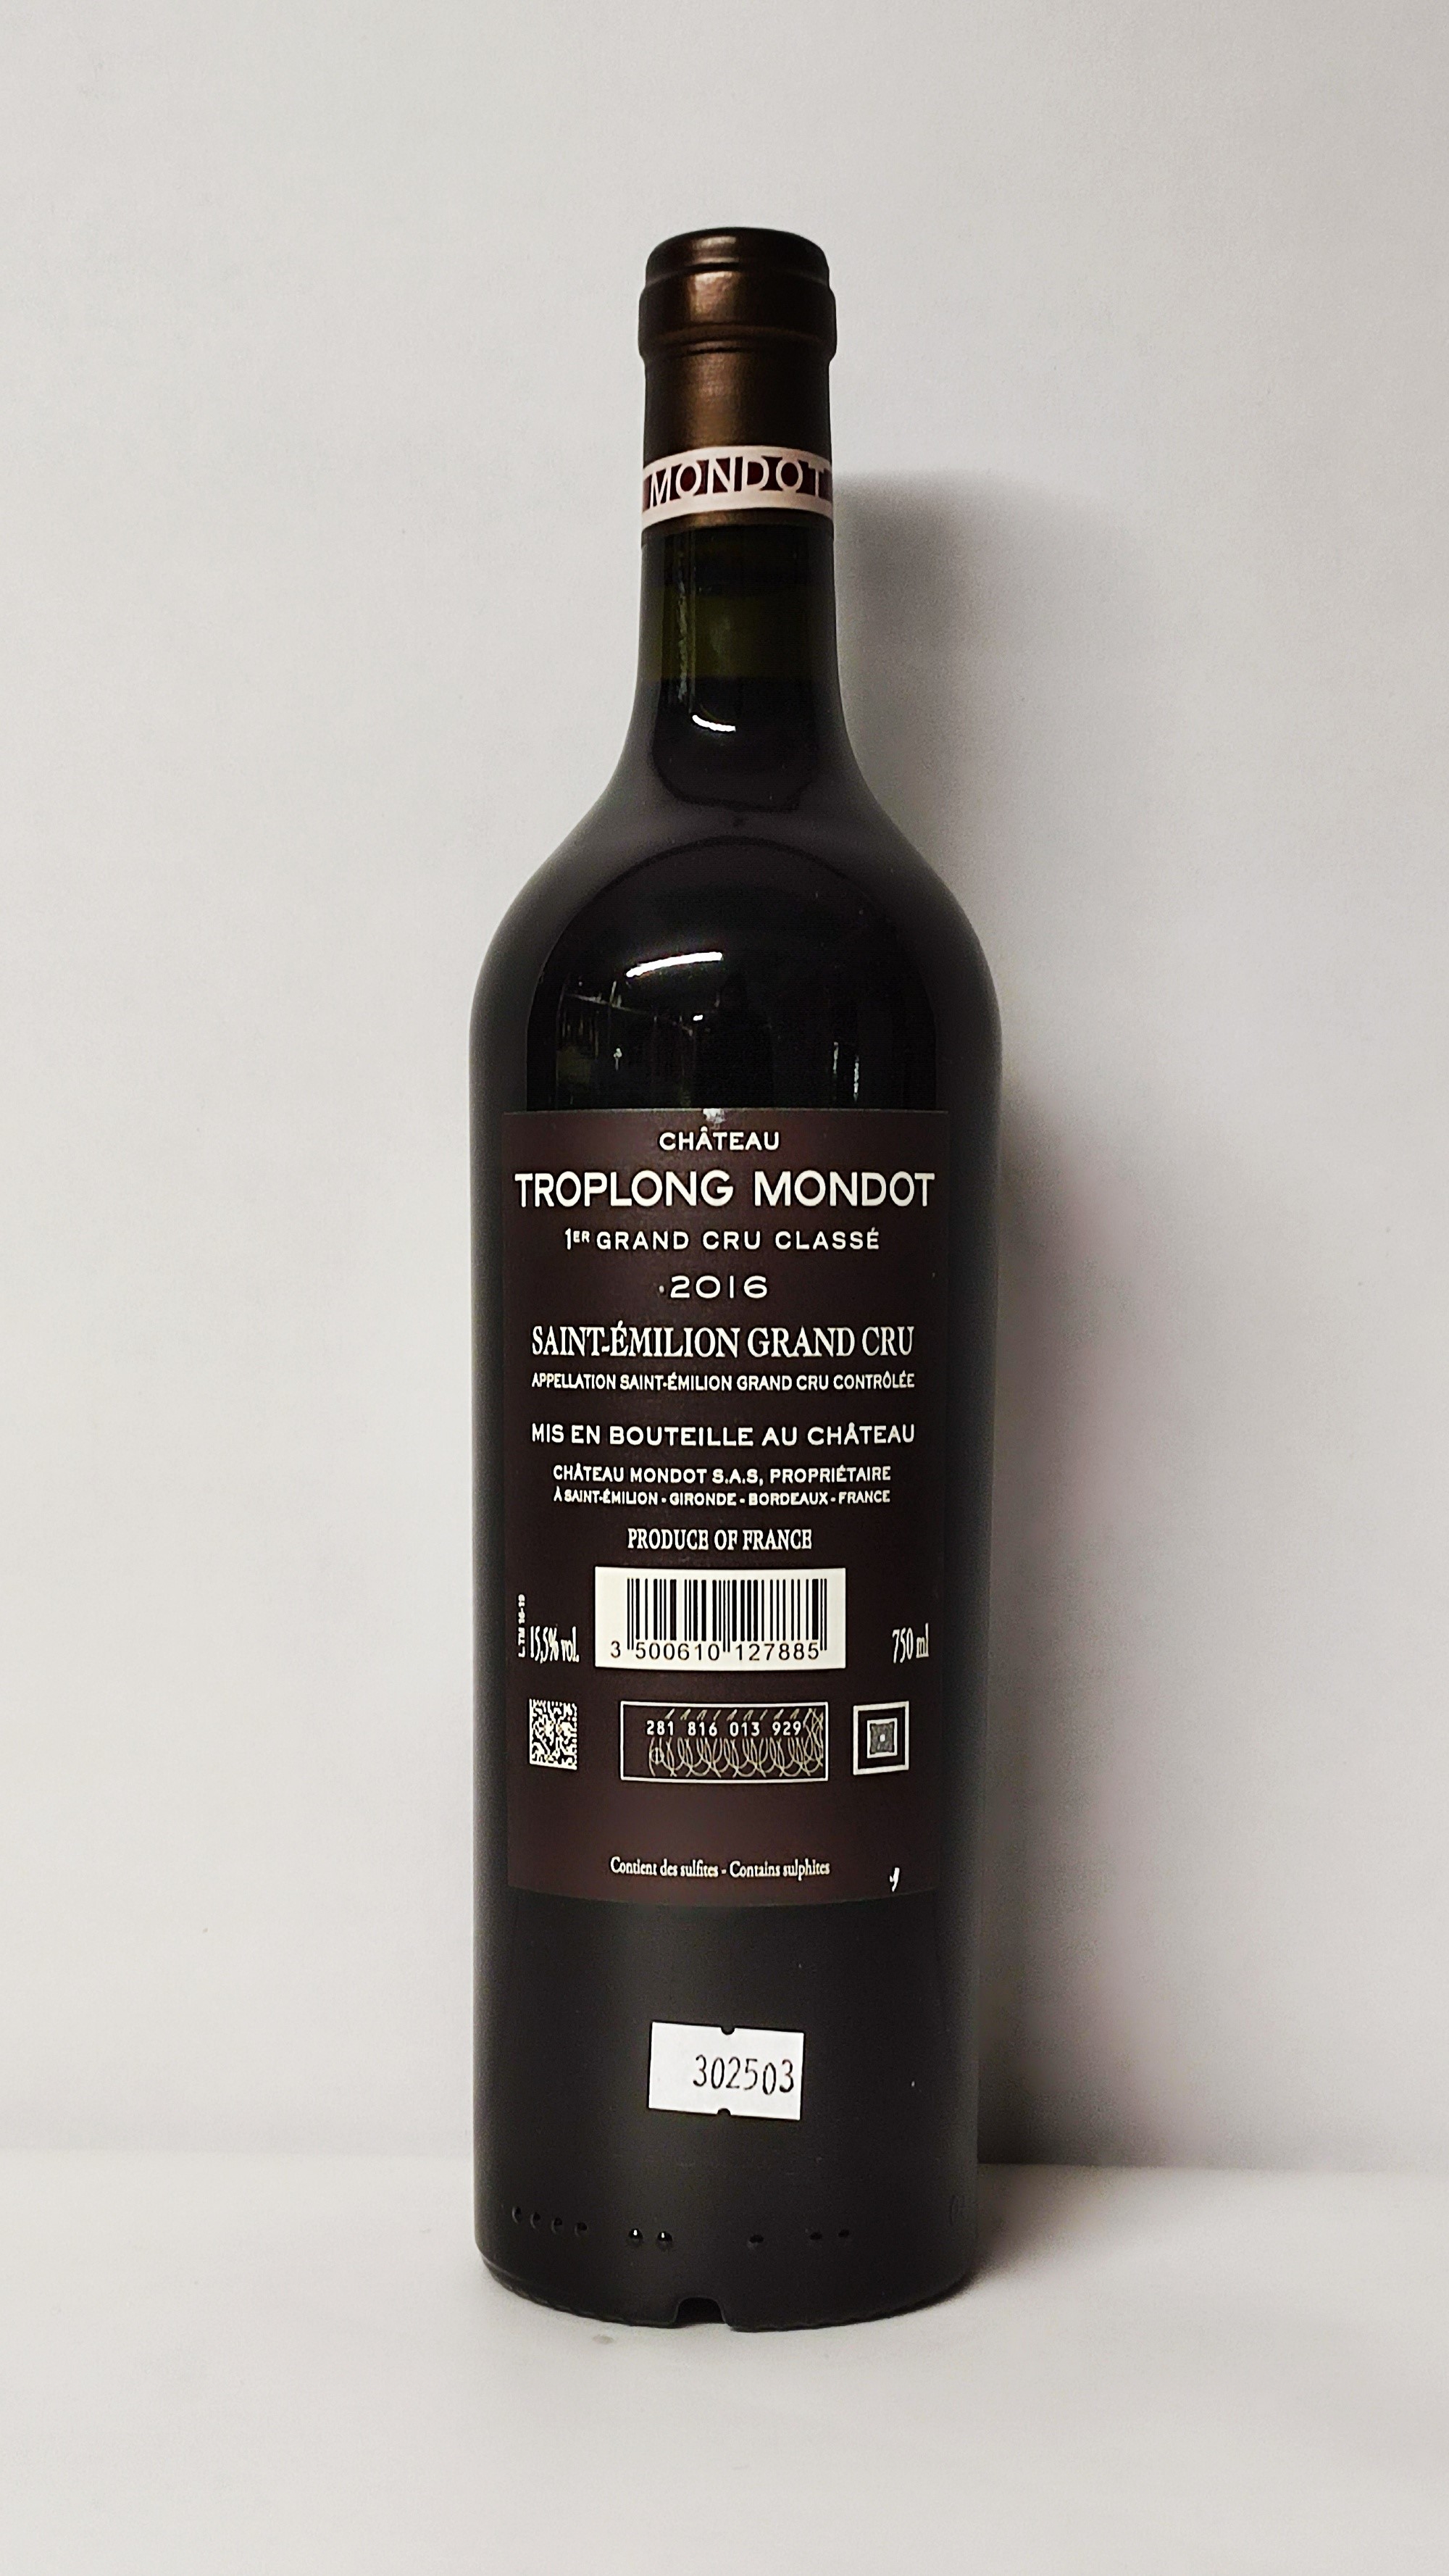 MONDOT
CHÂTEAU
TROPLONG MONDOT
1ER GRAND CRU CLASSÉ
·2016
SAINT-ÉMILION GRAND CRU
APPELLATION SAINT-ÉMILION GRAND CRU CONTRÔLÉE
MIS EN BOUTEILLE AU CHÂTEAU
CHÂTEAU MONDOT S.A.S, PROPRIÉTAIRE
À SAINT-ÉMILION - GIRONDE - BORDEAUX - FRANCE
PRODUCE OF FRANCE
15,5% vol.
3 500610 127885
750 ml
281 816 013 929
Contient des sulfites - Contains sulphites
302503